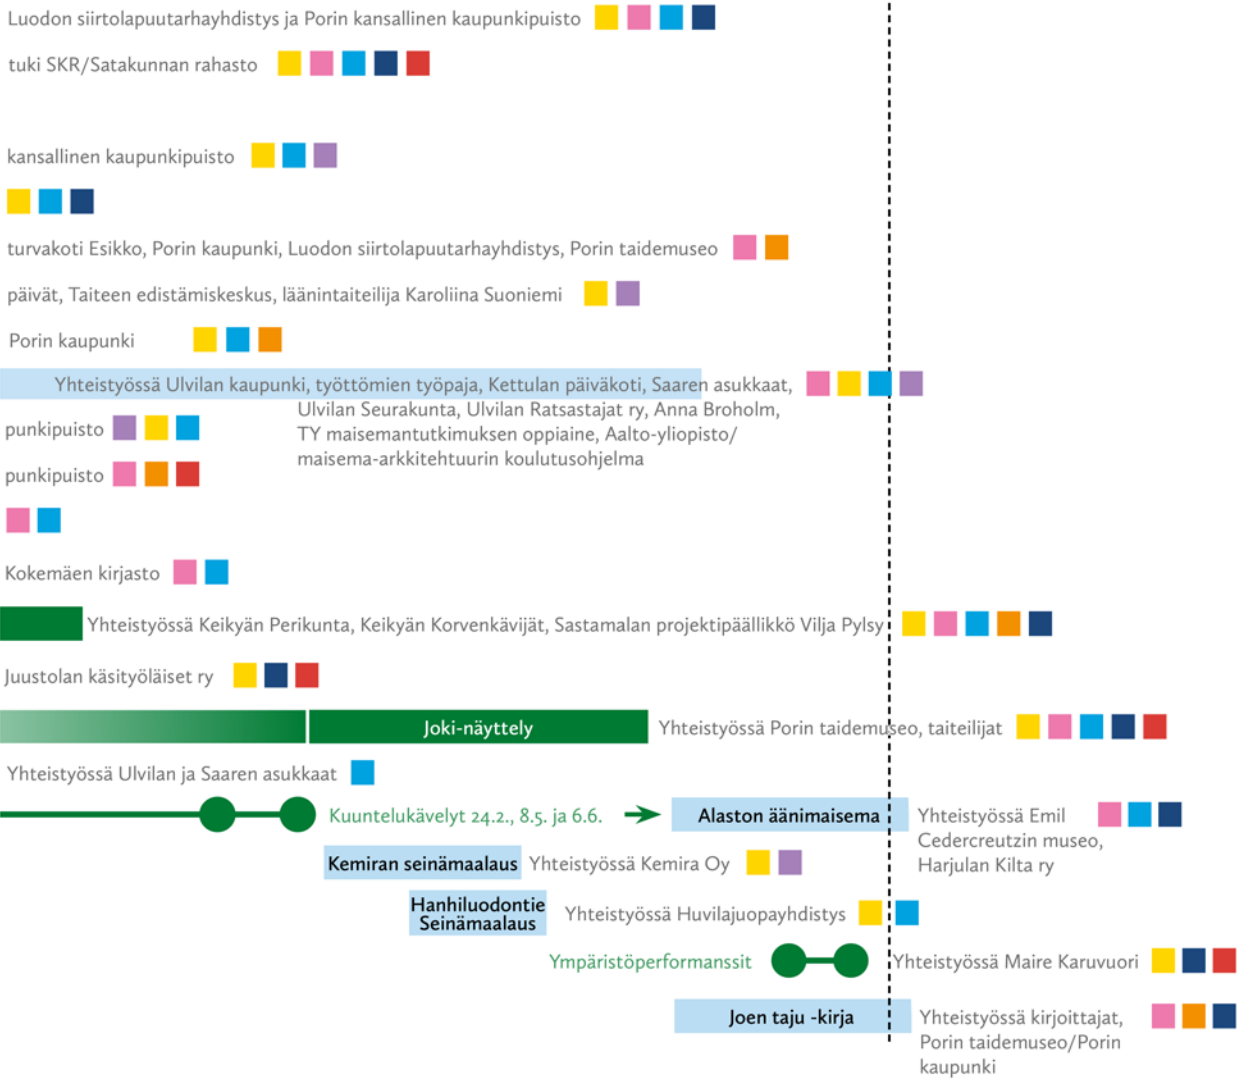 Luodon siirtolapuutarhayhdistys ja Porin kansallinen kaupunkipuisto
tuki SKR/Satakunnan rahasto
kansallinen kaupunkipuisto
turvakoti Esikko, Porin kaupunki, Luodon siirtolapuutarhayhdistys, Porin taidemuseo
päivät, Taiteen edistämiskeskus, läänintaiteilija Karoliina Suoniemi
Porin kaupunki
Yhteistyössä Ulvilan kaupunki, työttömien työpaja, Kettulan päiväkoti, Saaren asukkaat,
Ulvilan Seurakunta, Ulvilan Ratsastajat ry, Anna Broholm,
TY maisemantutkimuksen oppiaine, Aalto-yliopisto/
maisema-arkkitehtuurin koulutusohjelma
punkipuisto
punkipuisto
Kokemäen kirjasto
Yhteistyössä Keikyän Perikunta, Keikyän Korvenkävijät, Sastamalan projektipäällikkö Vilja Pylsy
Juustolan käsityöläiset ry
Joki-näyttely
Yhteistyössä Porin taidemuseo, taiteilijat
Yhteistyössä Ulvilan ja Saaren asukkaat
Kuuntelukävelyt 24.2., 8.5. ja 6.6.
Alaston äänimaisema
Yhteistyössä Emil
Cedercreutzin museo,
Harjulan Kilta ry
Kemiran seinämaalaus
Yhteistyössä Kemira Oy
Hanhiluodontie
Seinämaalaus
Yhteistyössä Huvilajuopayhdistys
Ympäristöperformanssit
Yhteistyössä Maire Karuvuori
Joen taju -kirja
Yhteistyössä kirjoittajat,
Porin taidemuseo/Porin
kaupunki